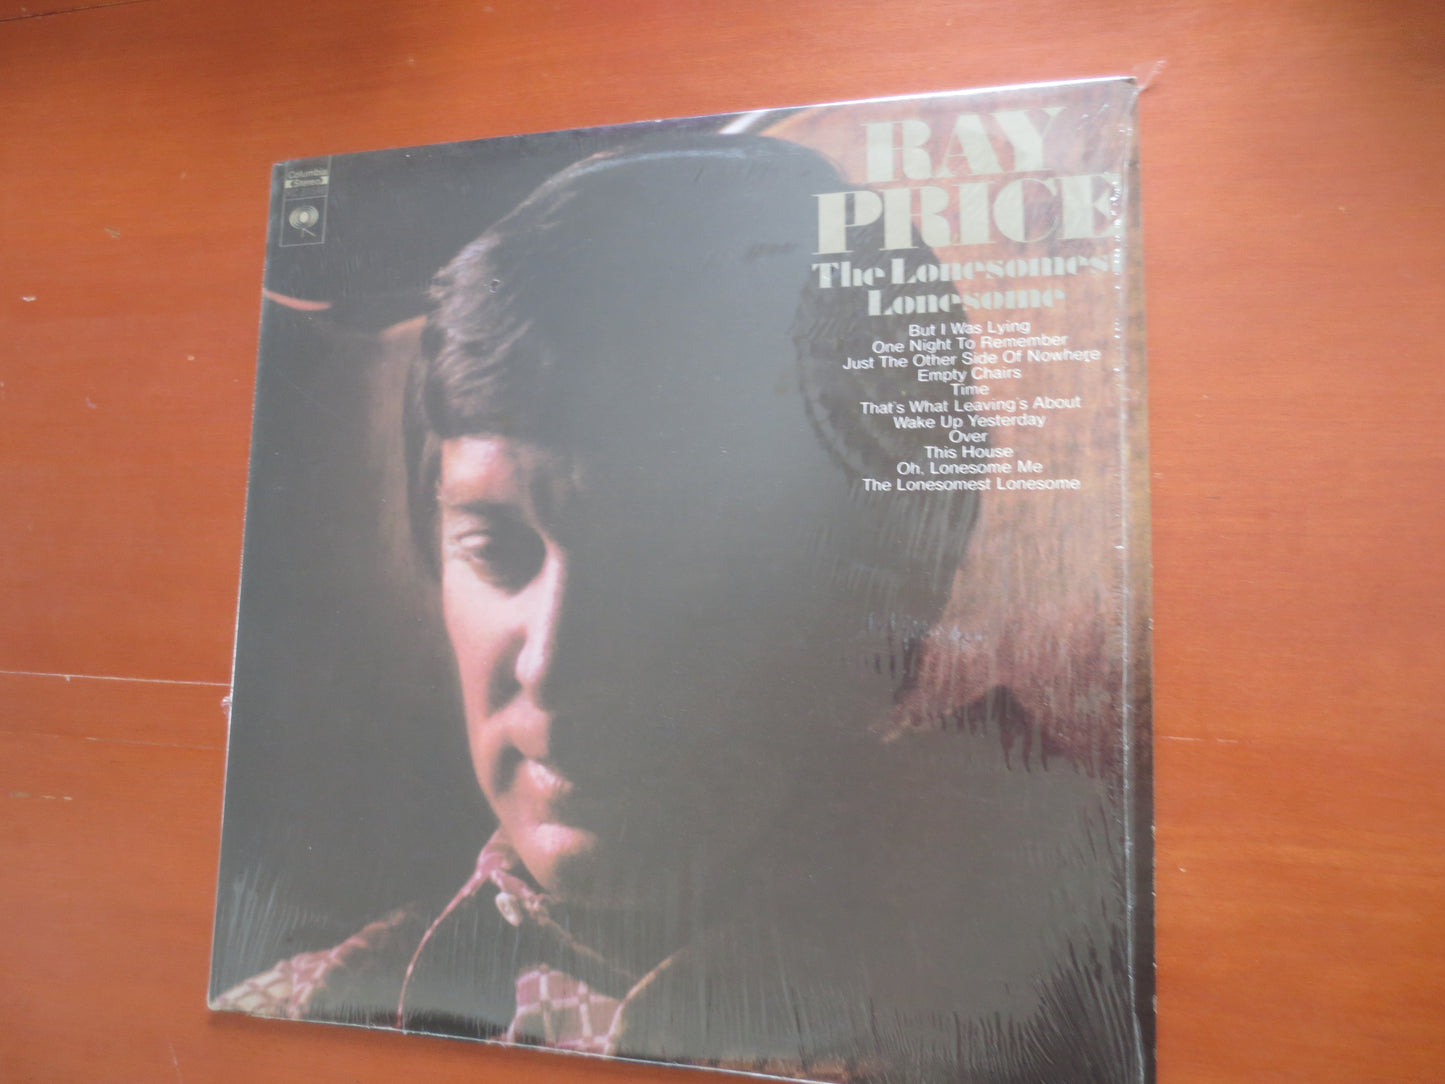 Columbia
Stereo
RAY
PRICE
The Lonesomest
Lonesome
But I Was Lying
One Night To Remember
Just The Other Side Of Nowhere
Empty Chairs
Time
That's What Leaving's About
Wake Up Yesterday
Over
This House
Oh, Lonesome Me
The Lonesomest Lonesome